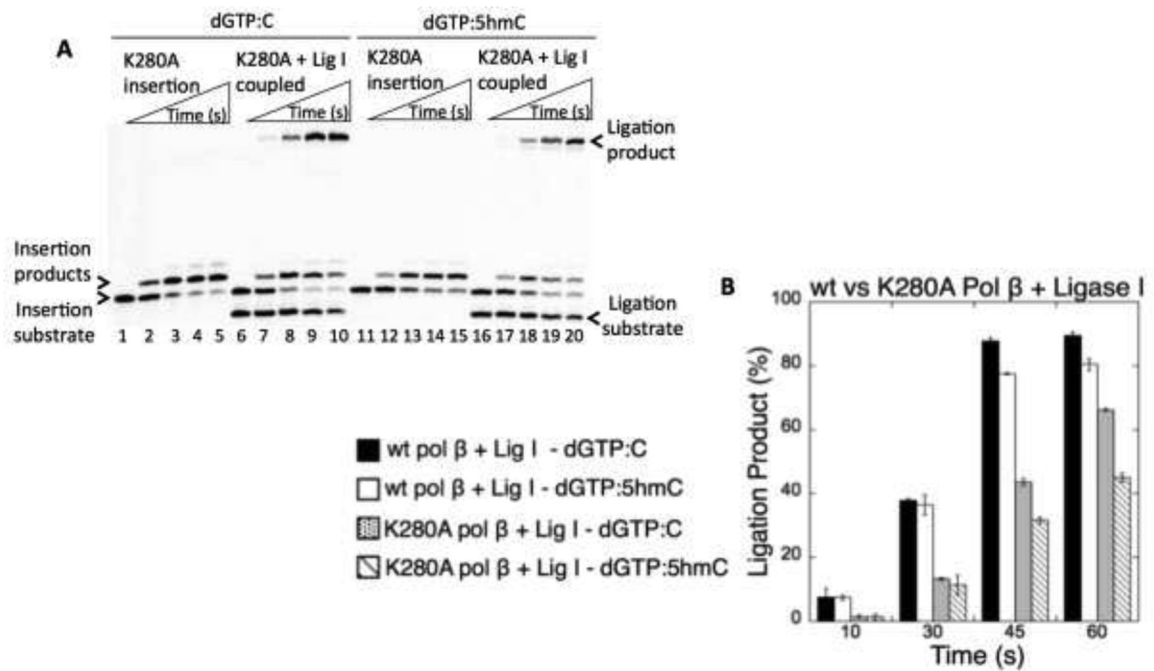 A
dGTP:C
dGTP:5hmC
K280A
insertion
K280A + Lig I
coupled
K280A
insertion
K280A + Lig I
coupled
Time (s)
Time (s)
Time (s)
Time (s)
Ligation
product
Insertion
products
Insertion
substrate
Ligation
substrate
1 2 3 4 5 6 7 8 9 10 11 12 13 14 15 16 17 18 19 20
B
wt vs K280A Pol β + Ligase I
100
80
60
40
20
0
Ligation Product (%)
10 30 45 60
Time (s)
wt pol β + Lig I - dGTP:C
wt pol β + Lig I - dGTP:5hmC
K280A pol β + Lig I - dGTP:C
K280A pol β + Lig I - dGTP:5hmC